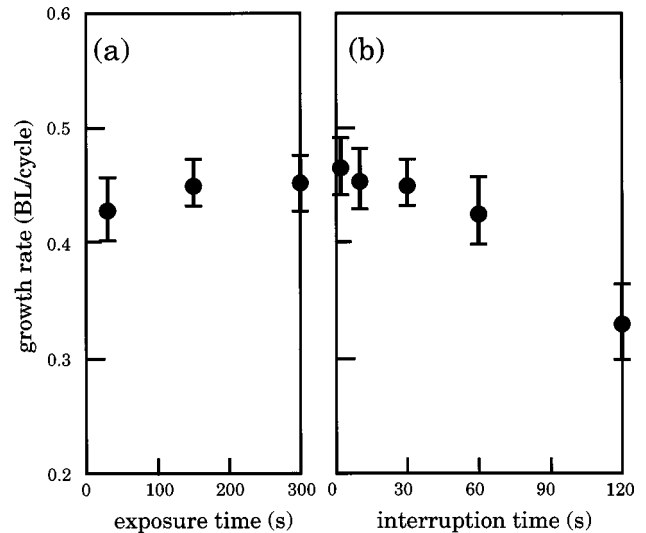 0.6
(a) (b)
0.5
0.4
0.3
0.2
growth rate (BL/cycle)
0 100 200 300 0 30 60 90 120
exposure time (s) interruption time (s)